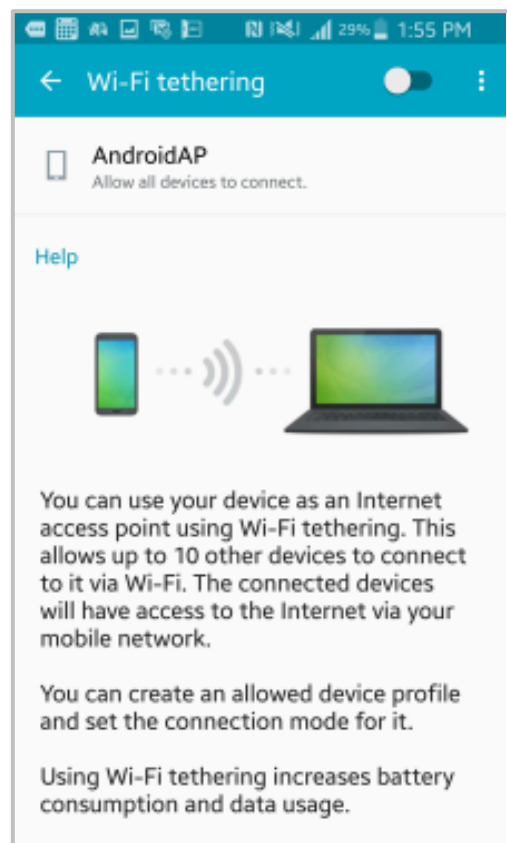 29% 1:55 PM
Wi-Fi tethering
AndroidAP
Allow all devices to connect.
Help
You can use your device as an Internet
access point using Wi-Fi tethering. This
allows up to 10 other devices to connect
to it via Wi-Fi. The connected devices
will have access to the Internet via your
mobile network.
You can create an allowed device profile
and set the connection mode for it.
Using Wi-Fi tethering increases battery
consumption and data usage.